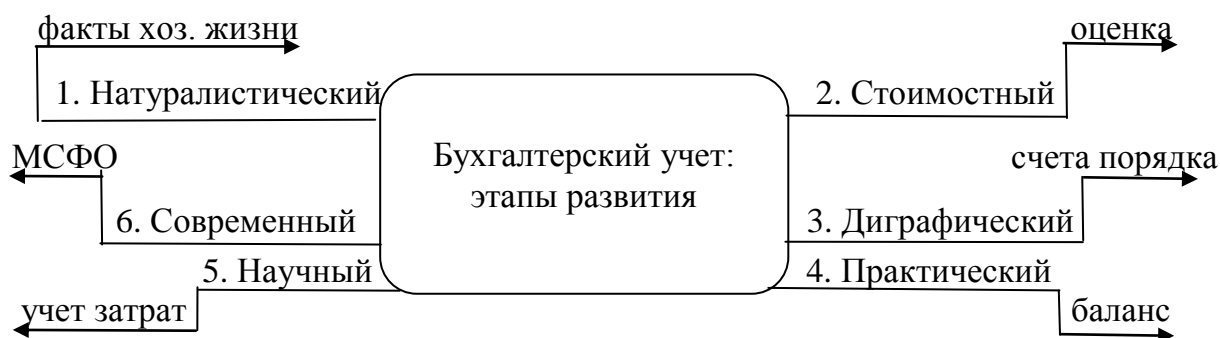 факты хоз. жизни
оценка
1. Натуралистический
2. Стоимостный
Бухгалтерский учет:
этапы развития
МСФО
счета порядка
6. Современный
3. Диграфический
5. Научный
4. Практический
учет затрат
баланс